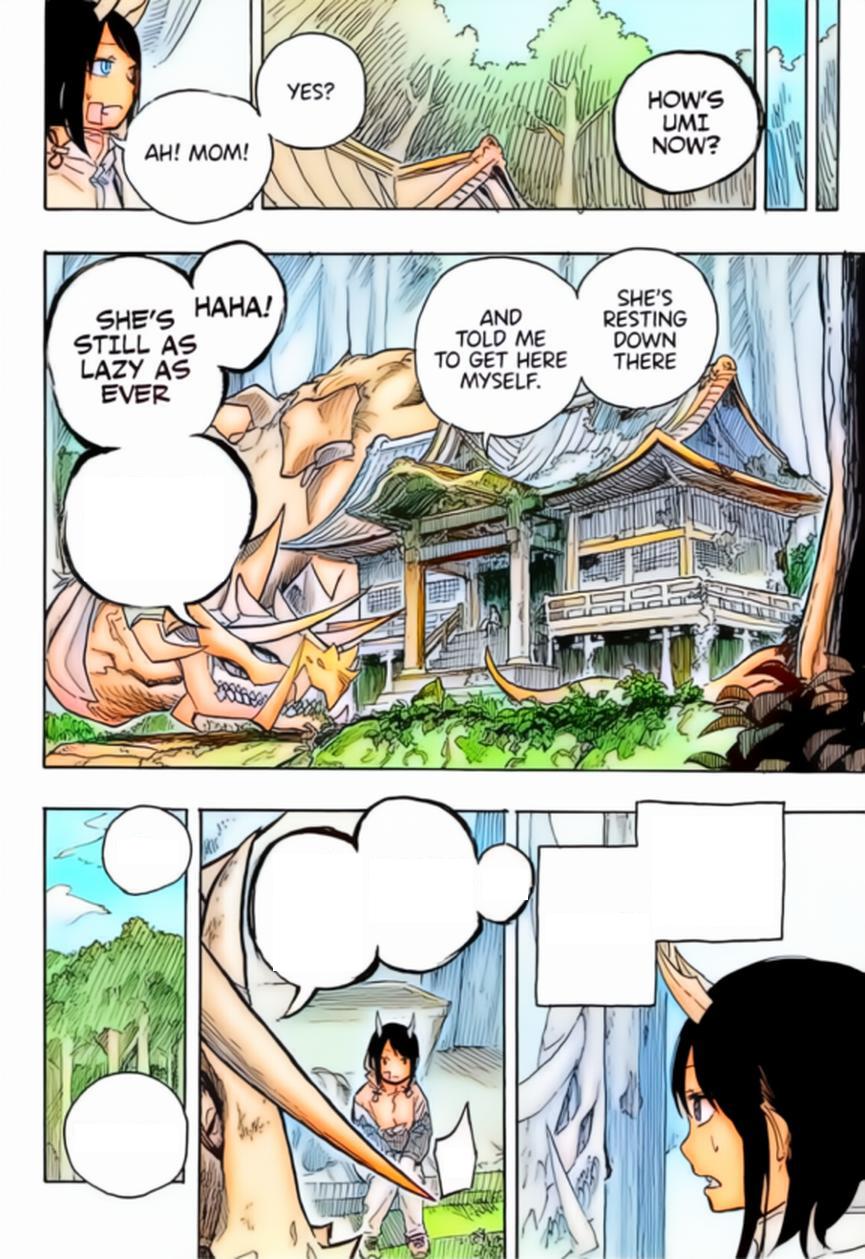 HOW'S
UMI
NOW?
YES?
AH! MOM!
SHE'S
RESTING
DOWN
THERE
AND
TOLD ME
TO GET HERE
MYSELF.
HAHA!
SHE'S
STILL AS
LAZY AS
EVER